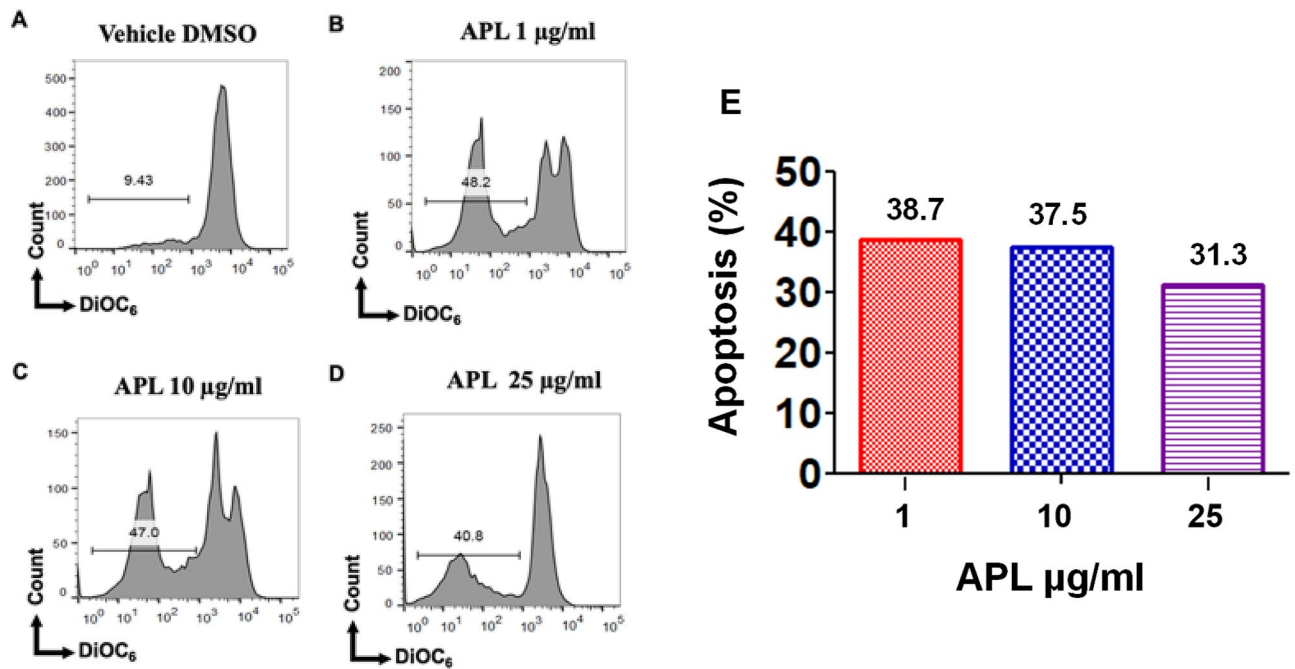 A
Vehicle DMSO
500
400
300
200
100
0
9.43
10^0 10^1 10^2 10^3 10^4 10^5
Count
DiOC6
B
APL 1 µg/ml
200
150
100
50
0
48.2
10^0 10^1 10^2 10^3 10^4 10^5
Count
DiOC6
C
APL 10 µg/ml
150
100
50
0
47.0
10^0 10^1 10^2 10^3 10^4 10^5
Count
DiOC6
D
APL 25 µg/ml
250
200
150
100
50
0
40.8
10^0 10^1 10^2 10^3 10^4 10^5
Count
DiOC6
E
Apoptosis (%)
50
40
30
20
10
0
38.7
37.5
31.3
1 10 25
APL µg/ml